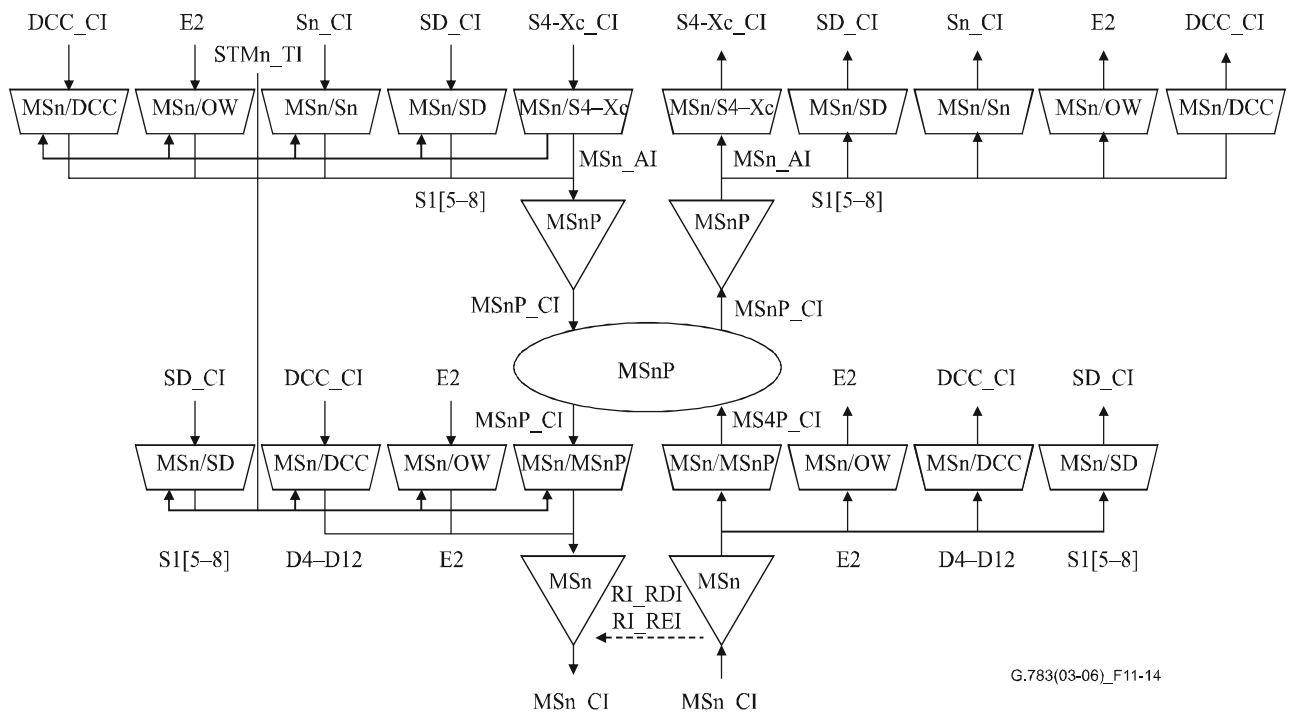 DCC_CI E2 Sn_CI SD_CI S4-Xc_CI S4-Xc_CI SD_CI Sn_CI E2 DCC_CI
STMn_TI
MSn/DCC MSn/OW MSn/Sn MSn/SD MSn/S4–Xc MSn/S4–Xc MSn/SD MSn/Sn MSn/OW MSn/DCC
MSn_AI MSn_AI
S1[5–8] S1[5–8]
MSnP MSnP
MSnP_CI MSnP_CI
MSnP
SD_CI DCC_CI E2 E2 DCC_CI SD_CI
MSnP_CI MS4P_CI
MSn/SD MSn/DCC MSn/OW MSn/MSnP MSn/MSnP MSn/OW MSn/DCC MSn/SD
S1[5–8] D4–D12 E2 E2 D4–D12 S1[5–8]
MSn MSn
RI_RDI
RI_REI
MSn_CI MSn_CI
G.783(03-06)_F11-14